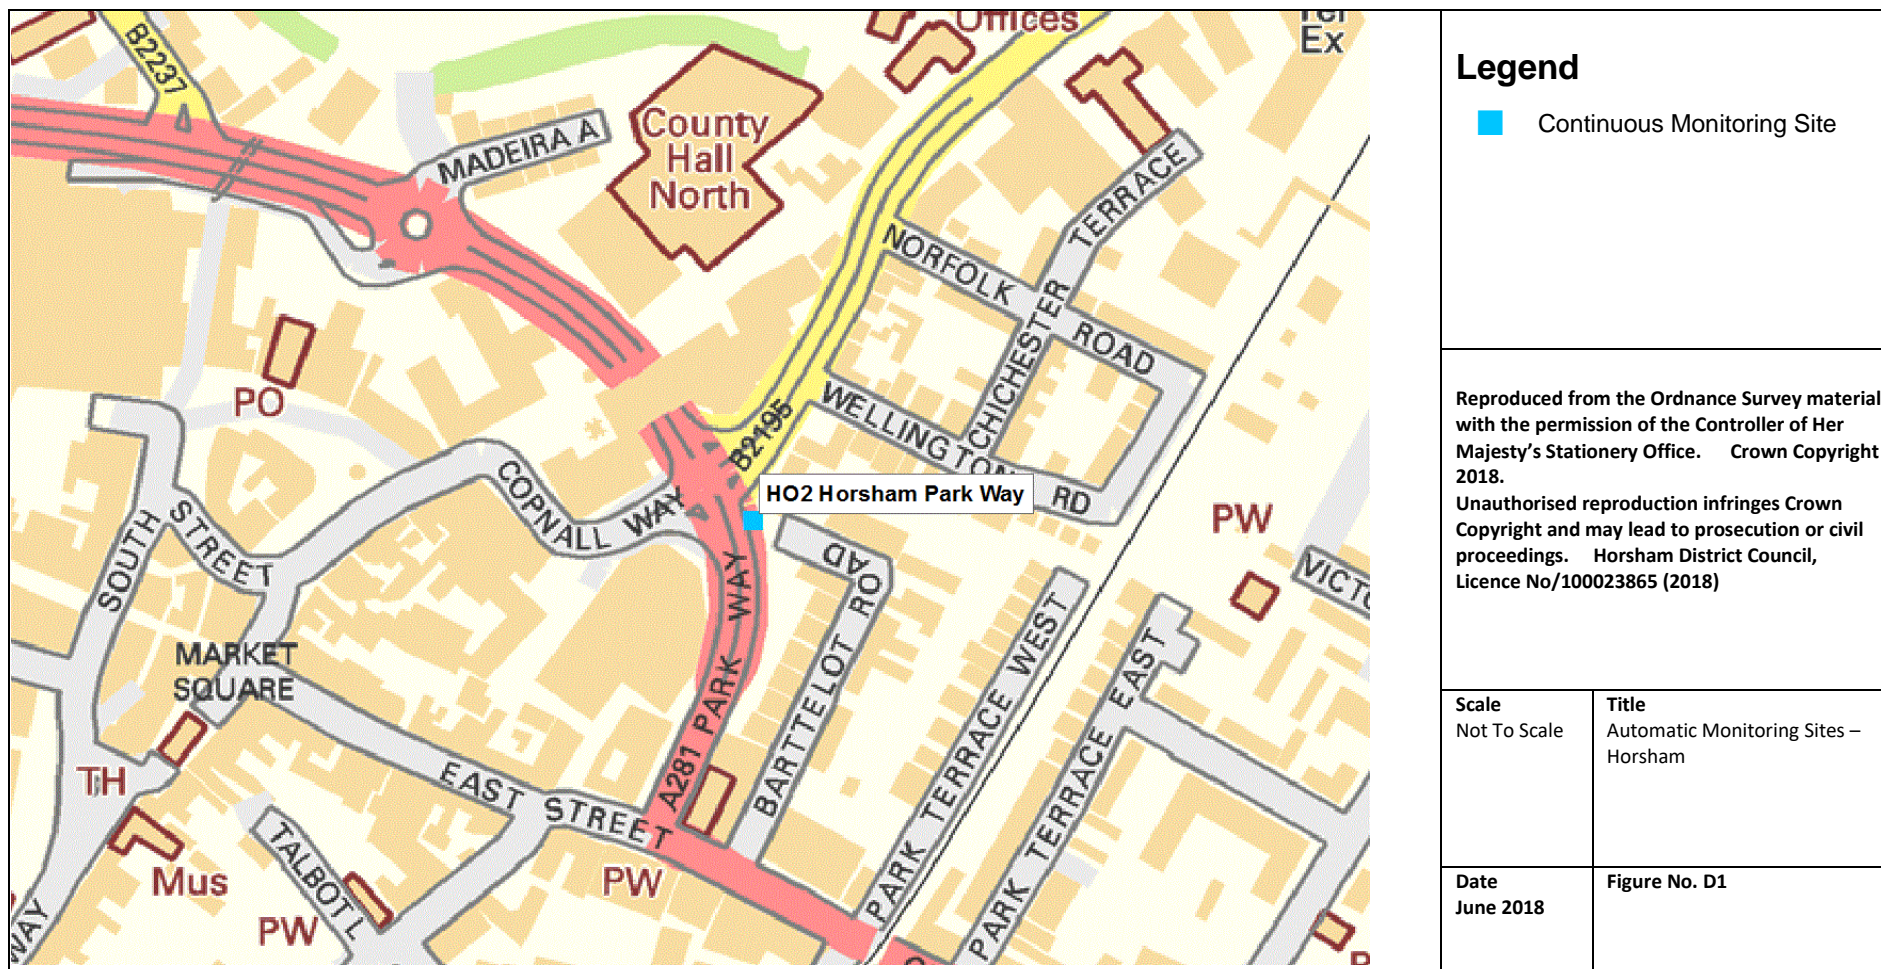 Offices
Ex
B2237
MADEIRA A
County
Hall
North
TERRACE
NORFOLK
ROAD
CHICHESTER
PO
WELLINGTON
RD
B2195
HO2 Horsham Park Way
COPNALL WAY
SOUTH
STREET
PW
ROAD
BARTTELOT
VICTO
MARKET
SQUARE
A281 PARK WAY
PARK TERRACE WEST
PARK TERRACE EAST
TH
EAST STREET
Mus
TALBOT L
PW
PW
WAY
Legend
Continuous Monitoring Site
Reproduced from the Ordnance Survey material
with the permission of the Controller of Her
Majesty's Stationery Office. Crown Copyright
2018.
Unauthorised reproduction infringes Crown
Copyright and may lead to prosecution or civil
proceedings. Horsham District Council,
Licence No/100023865 (2018)
Scale
Not To Scale
Title
Automatic Monitoring Sites –
Horsham
Date
June 2018
Figure No. D1